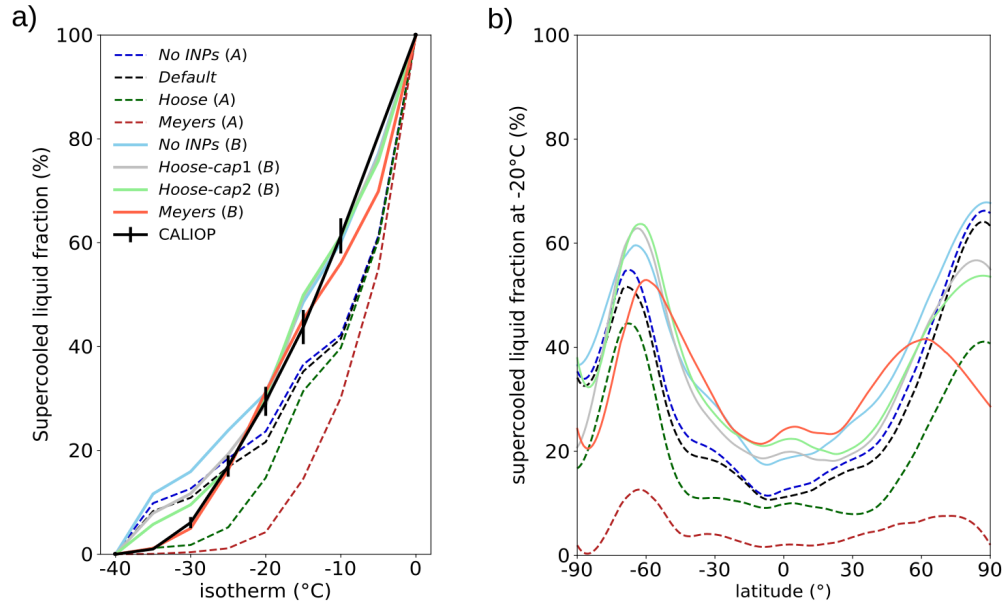 a)
Supercooled liquid fraction (%)
100
80
60
40
20
0
No INPs (A)
Default
Hoose (A)
Meyers (A)
No INPs (B)
Hoose-cap1 (B)
Hoose-cap2 (B)
Meyers (B)
CALIOP
-40 -30 -20 -10 0
isotherm (°C)
b)
supercooled liquid fraction at -20°C (%)
100
80
60
40
20
0
-90 -60 -30 0 30 60 90
latitude (°)